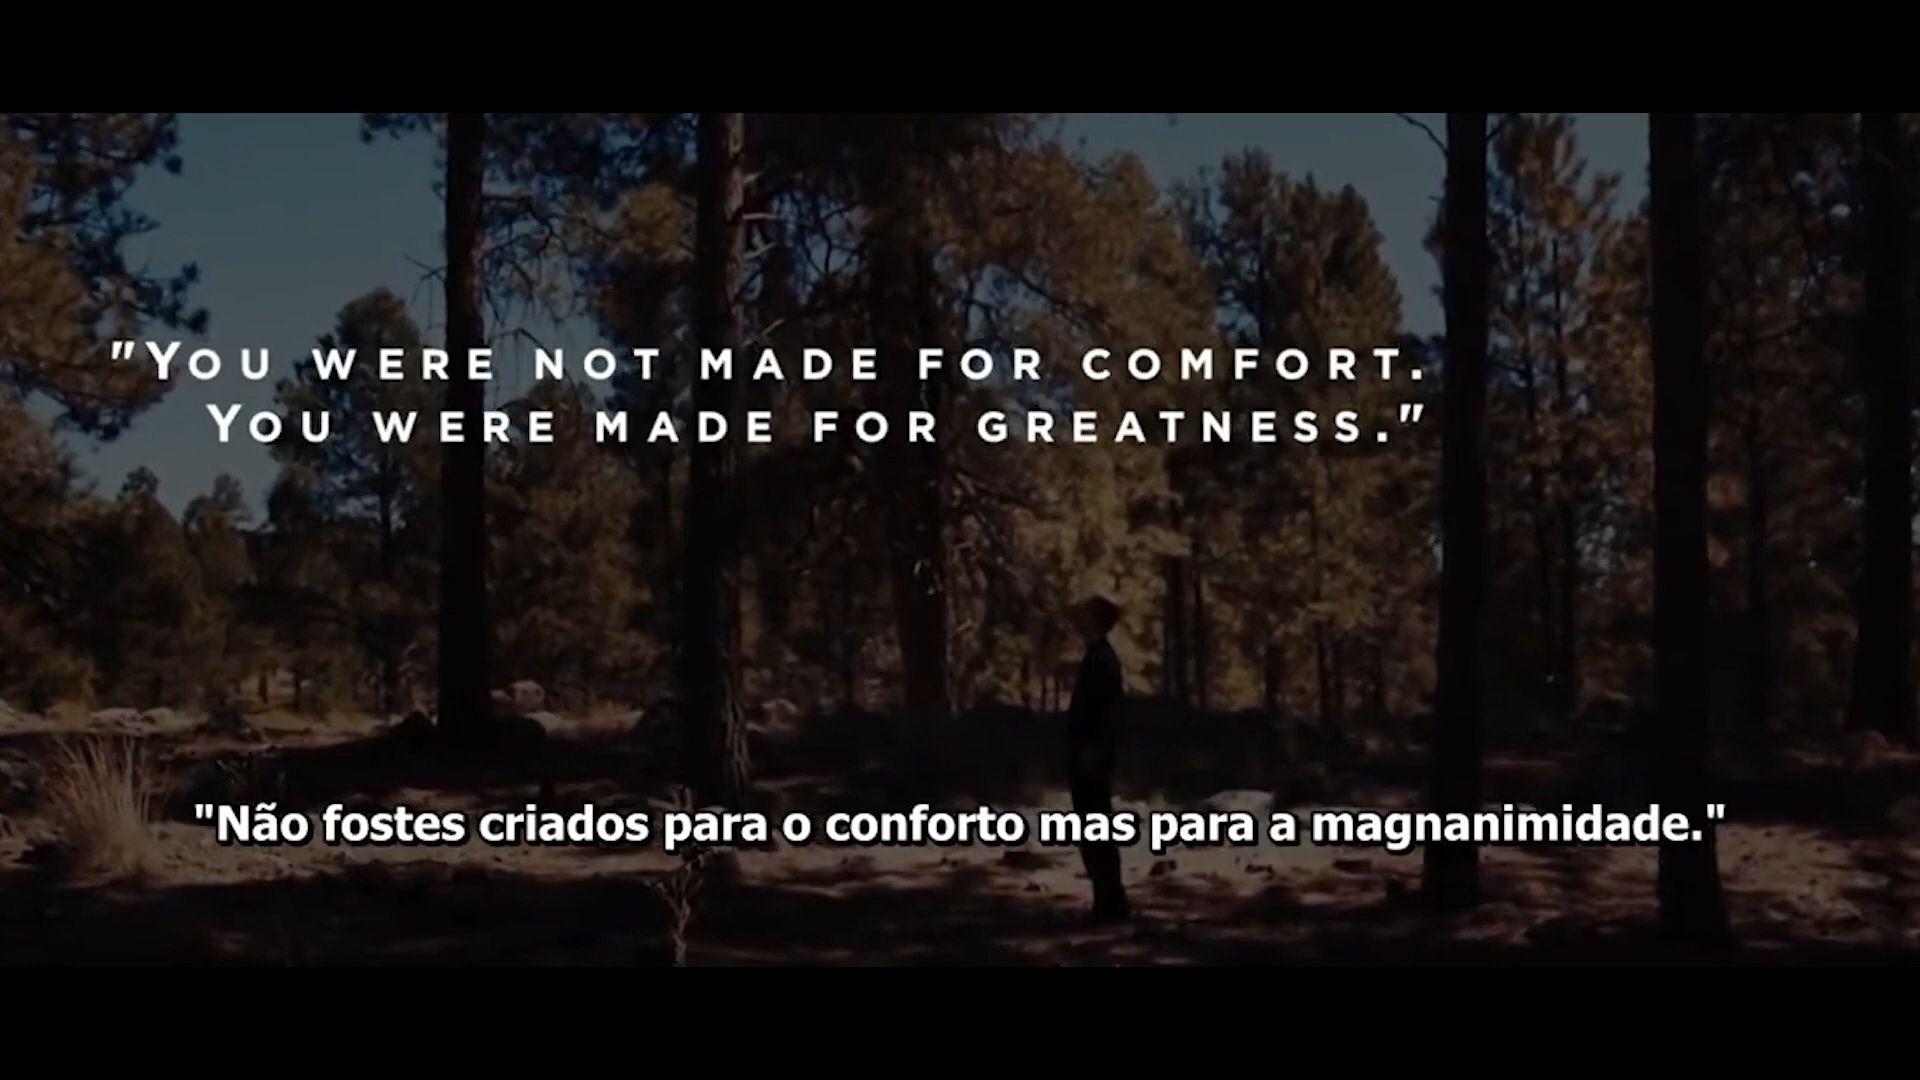 "You were not made for comfort.
You were made for greatness."
"Não fostes criados para o conforto mas para a magnanimidade."